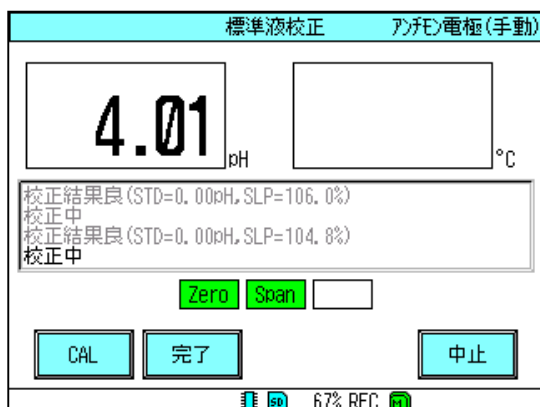 標準液校正 アンチモン電極(手動)
4.01 pH °C
校正結果良(STD=0.00pH,SLP=106.0%)
校正中
校正結果良(STD=0.00pH,SLP=104.8%)
校正中
Zero Span
CAL 完了 中止
SD 67% REC M